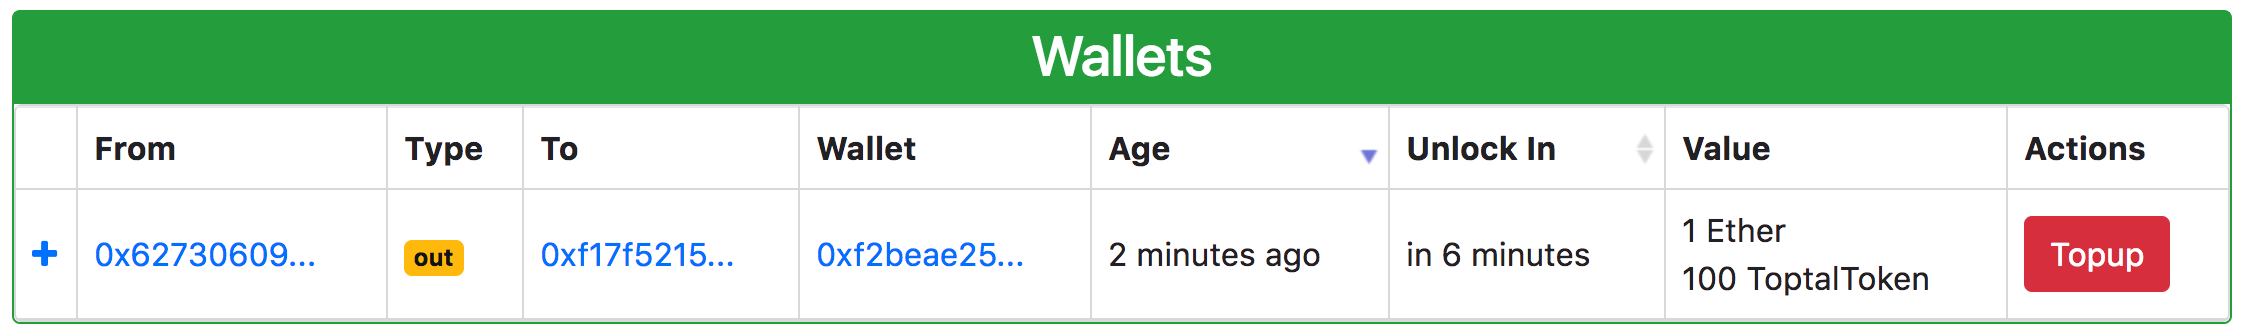 Wallets
From Type To Wallet Age Unlock In Value Actions
0x62730609... out 0xf17f5215... 0xf2beae25... 2 minutes ago in 6 minutes 1 Ether
100 ToptalToken Topup